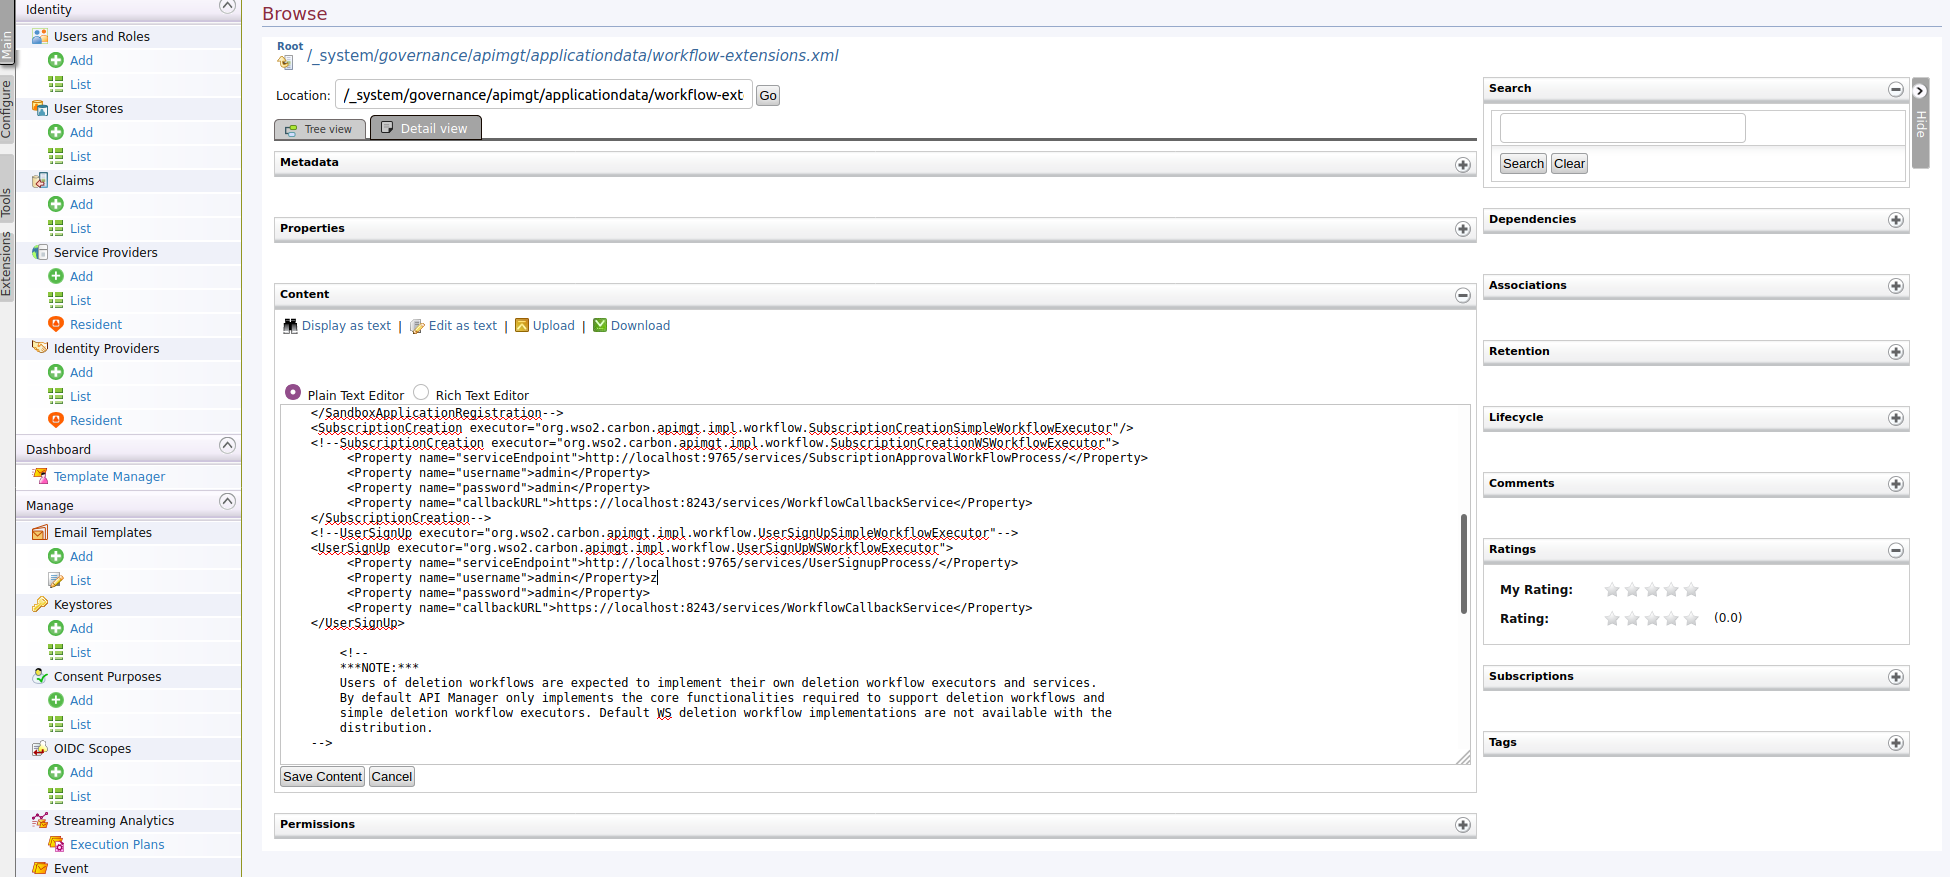 Main
Configure
Tools
Extensions
Identity
Users and Roles
Add
List
User Stores
Add
List
Claims
Add
List
Service Providers
Add
List
Resident
Identity Providers
Add
List
Resident
Dashboard
Template Manager
Manage
Email Templates
Add
List
Keystores
Add
List
Consent Purposes
Add
List
OIDC Scopes
Add
List
Streaming Analytics
Execution Plans
Event
Browse
Root
/_system/governance/apimgt/applicationdata/workflow-extensions.xml
Location: /_system/governance/apimgt/applicationdata/workflow-ext Go
Tree view Detail view
Metadata
Properties
Content
Display as text | Edit as text | Upload | Download
Plain Text Editor Rich Text Editor
</SandboxApplicationRegistration-->
<SubscriptionCreation executor="org.wso2.carbon.apimgt.impl.workflow.SubscriptionCreationSimpleWorkflowExecutor"/>
<!--SubscriptionCreation executor="org.wso2.carbon.apimgt.impl.workflow.SubscriptionCreationWSWorkflowExecutor">
<Property name="serviceEndpoint">http://localhost:9765/services/SubscriptionApprovalWorkFlowProcess/</Property>
<Property name="username">admin</Property>
<Property name="password">admin</Property>
<Property name="callbackURL">https://localhost:8243/services/WorkflowCallbackService</Property>
</SubscriptionCreation-->
<!--UserSignUp executor="org.wso2.carbon.apimgt.impl.workflow.UserSignUpSimpleWorkflowExecutor"-->
<UserSignUp executor="org.wso2.carbon.apimgt.impl.workflow.UserSignUpWSWorkflowExecutor">
<Property name="serviceEndpoint">http://localhost:9765/services/UserSignupProcess/</Property>
<Property name="username">admin</Property>z
<Property name="password">admin</Property>
<Property name="callbackURL">https://localhost:8243/services/WorkflowCallbackService</Property>
</UserSignUp>
<!--
***NOTE:***
Users of deletion workflows are expected to implement their own deletion workflow executors and services.
By default API Manager only implements the core functionalities required to support deletion workflows and
simple deletion workflow executors. Default WS deletion workflow implementations are not available with the
distribution.
-->
Save Content Cancel
Permissions
Search
Search Clear
Hide
Dependencies
Associations
Retention
Lifecycle
Comments
Ratings
My Rating:
Rating: (0.0)
Subscriptions
Tags